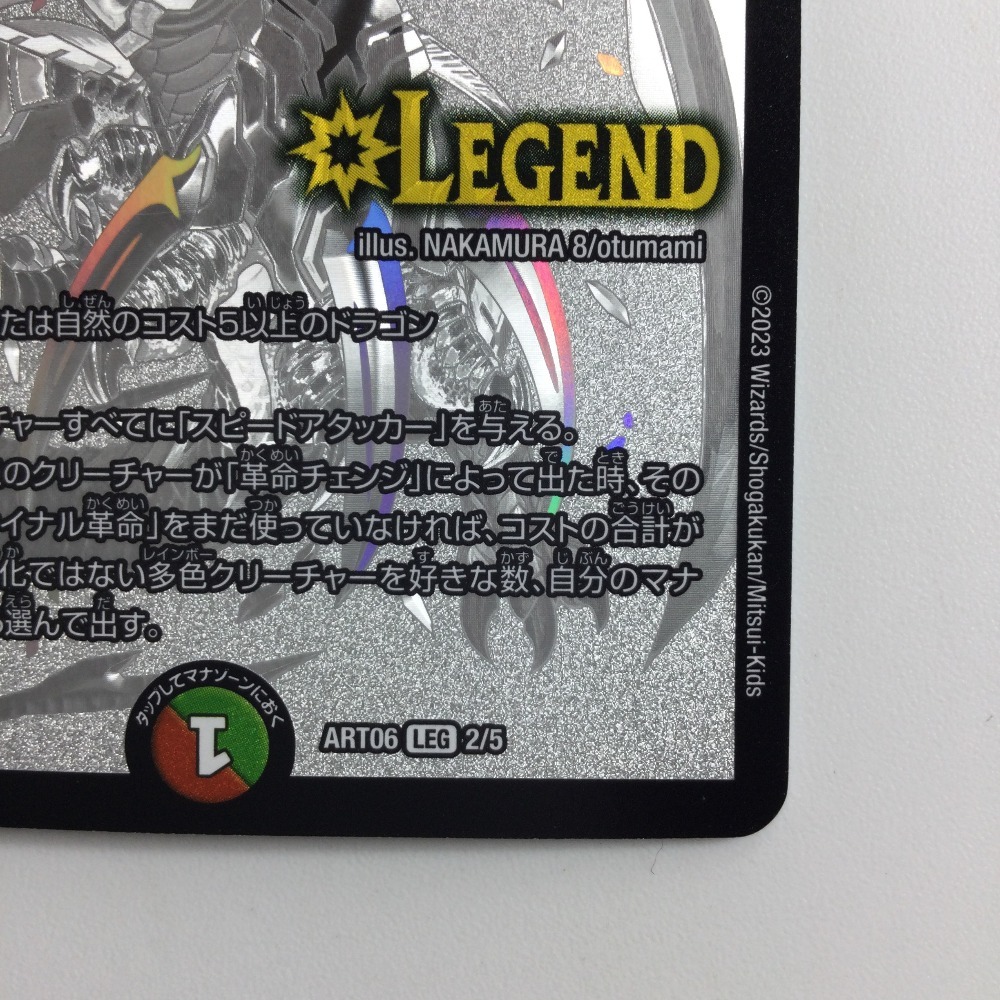 LEGEND
illus. NAKAMURA 8/otumami
たは自然のコスト5以上のドラゴン
チャーすべてに「スピードアタッカー」を与える。
のクリーチャーが「革命チェンジ」によって出た時、その
イナル革命」をまだ使っていなければ、コストの合計が
化ではない多色クリーチャーを好きな数、自分のマナ
選んで出す。
タップしてマナゾーンにおく
1
ART06 LEG 2/5
©2023 Wizards/Shogakukan/Mitsui-Kids